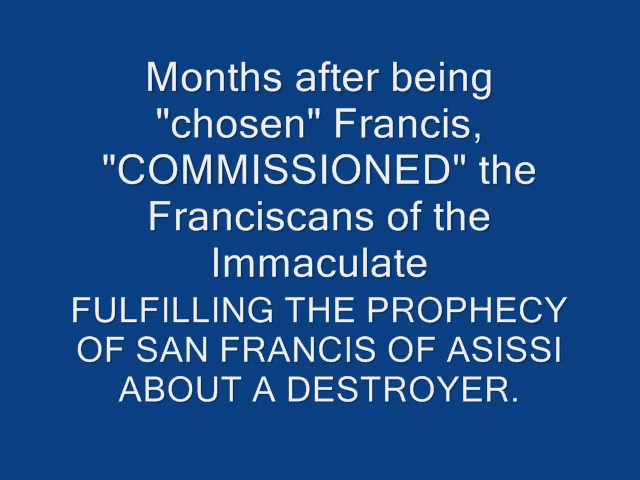 Months after being
"chosen" Francis,
"COMMISSIONED" the
Franciscans of the
Immaculate
FULFILLING THE PROPHECY
OF SAN FRANCIS OF ASISSI
ABOUT A DESTROYER.